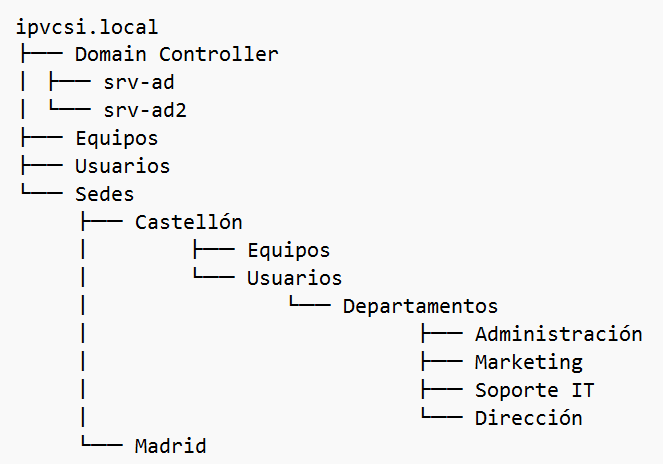 ipvcsi.local
├── Domain Controller
│ ├── srv-ad
│ └── srv-ad2
├── Equipos
├── Usuarios
└── Sedes
     ├── Castellón
     │        ├── Equipos
     │        └── Usuarios
     │                 └── Departamentos
     │                            ├── Administración
     │                            ├── Marketing
     │                            ├── Soporte IT
     │                            └── Dirección
     └── Madrid